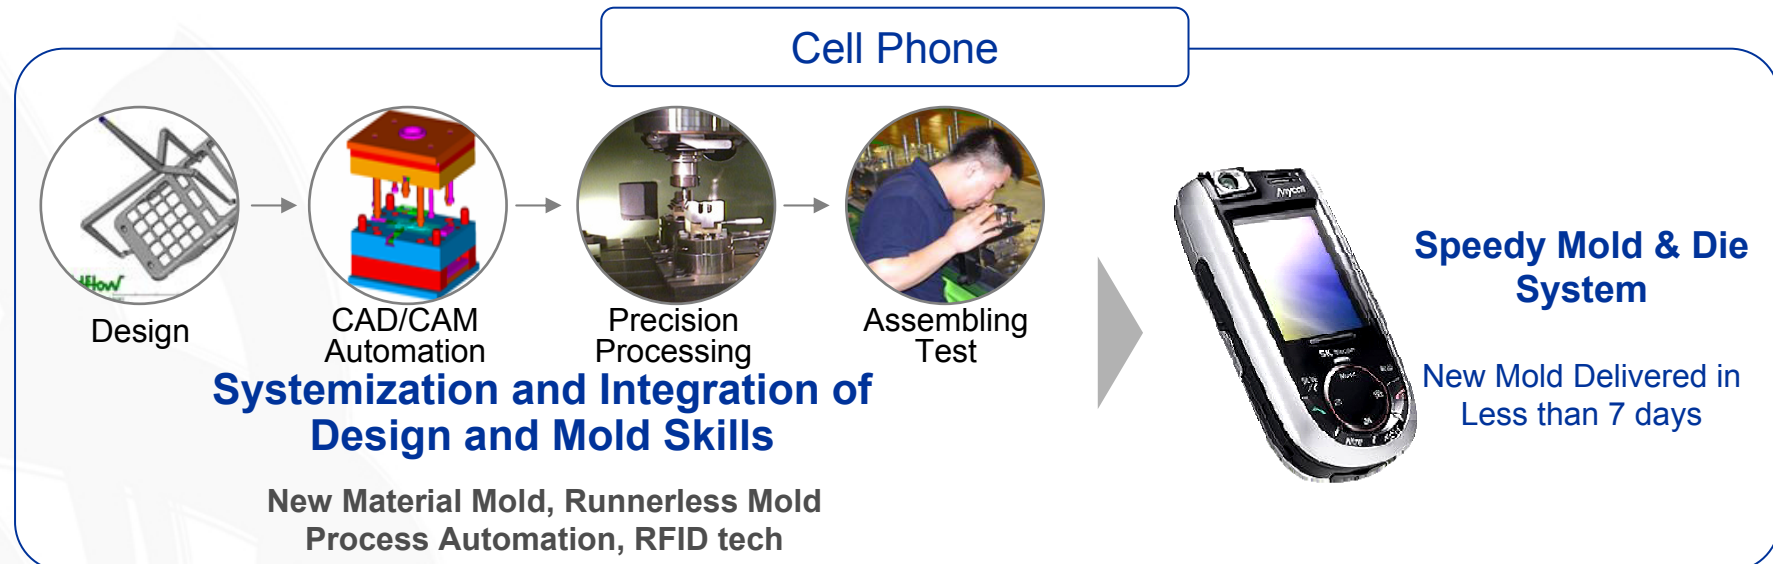 Cell Phone
Design
CAD/CAM
Automation
Precision
Processing
Assembling
Test
Systemization and Integration of
Design and Mold Skills
New Material Mold, Runnerless Mold
Process Automation, RFID tech
Anycall
Speedy Mold & Die
System
New Mold Delivered in
Less than 7 days